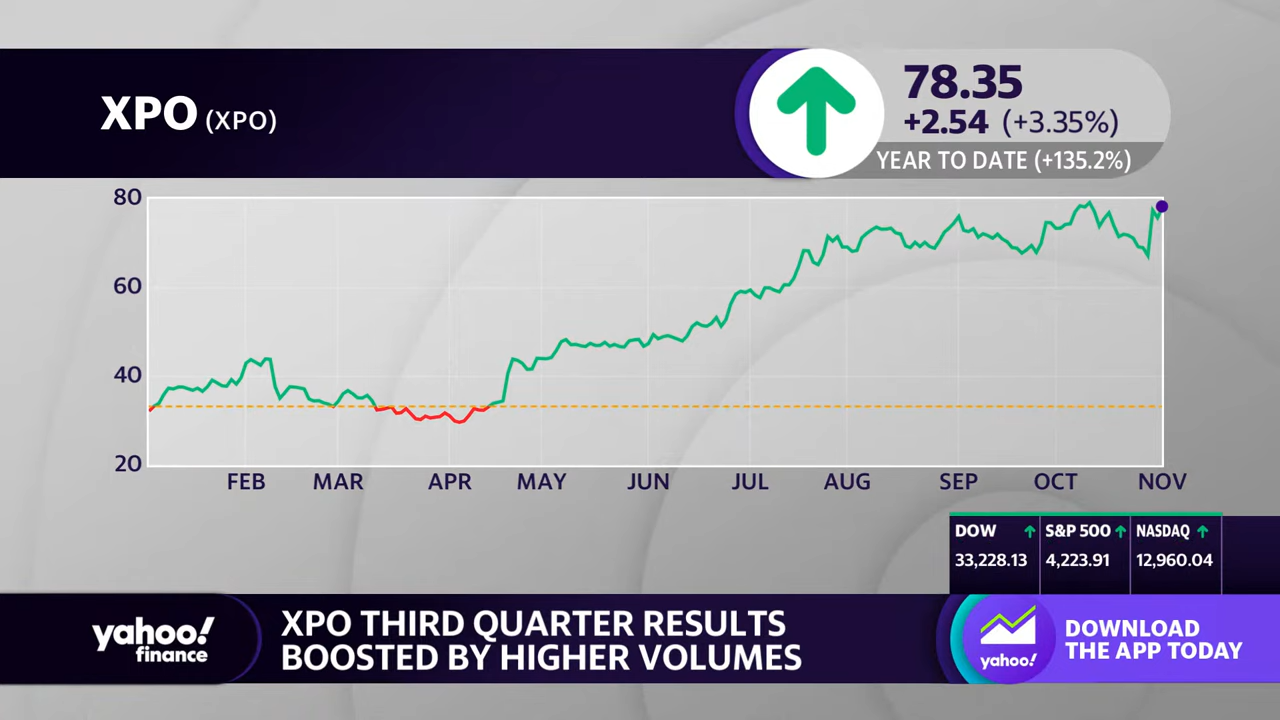 XPO (XPO)
78.35
+2.54 (+3.35%)
YEAR TO DATE (+135.2%)
80
60
40
20
FEB MAR APR MAY JUN JUL AUG SEP OCT NOV
DOW
33,228.13
S&P 500
4,223.91
NASDAQ
12,960.04
yahoo!
finance
XPO THIRD QUARTER RESULTS
BOOSTED BY HIGHER VOLUMES
yahoo!
DOWNLOAD
THE APP TODAY